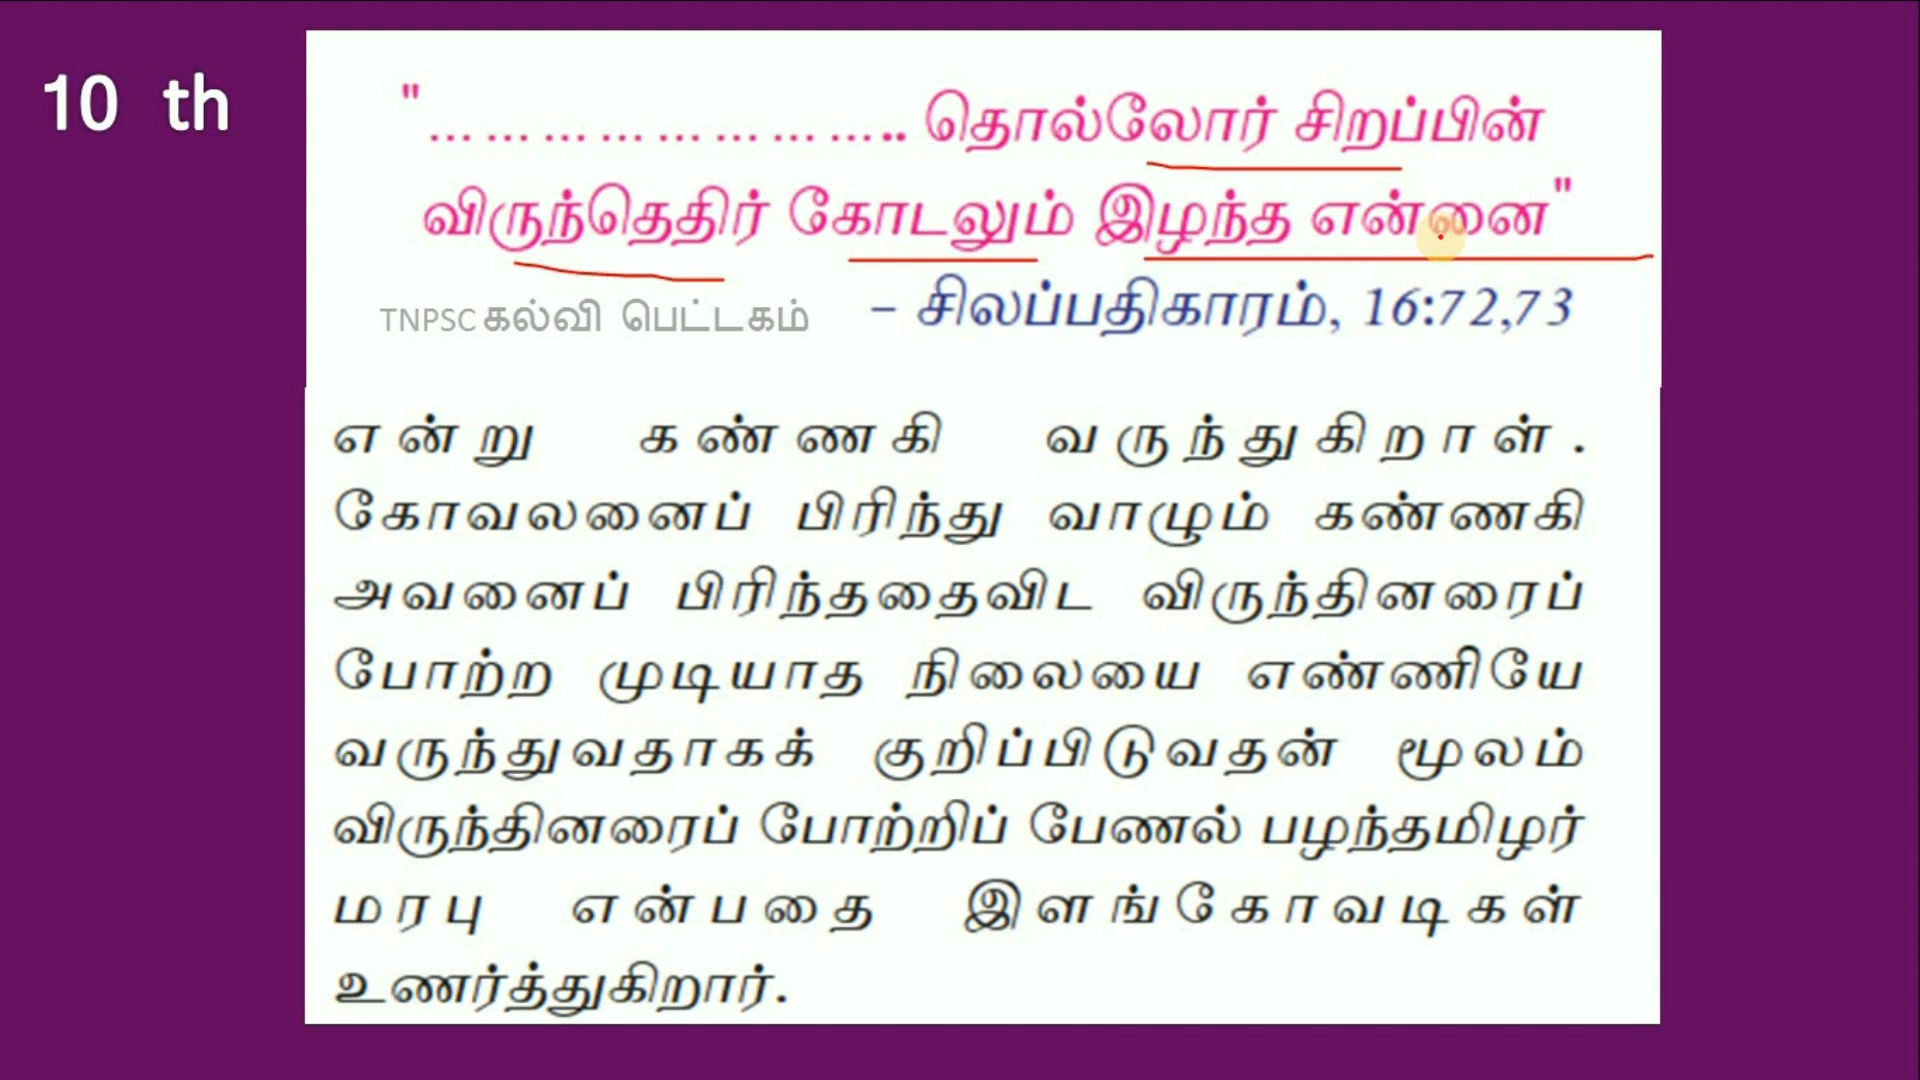 10 th
"........................... தொல்லோர் சிறப்பின்
விருந்தெதிர் கோடலும் இழந்த என்னை"
TNPSC கல்வி பெட்டகம்
– சிலப்பதிகாரம், 16:72,73
என்று கண்ணகி வருந்துகிறாள்.
கோவலனைப் பிரிந்து வாழும் கண்ணகி
அவனைப் பிரிந்ததைவிட விருந்தினரைப்
போற்ற முடியாத நிலையை எண்ணியே
வருந்துவதாகக் குறிப்பிடுவதன் மூலம்
விருந்தினரைப் போற்றிப் பேணல் பழந்தமிழர்
மரபு என்பதை இளங்கோவடிகள்
உணர்த்துகிறார்.